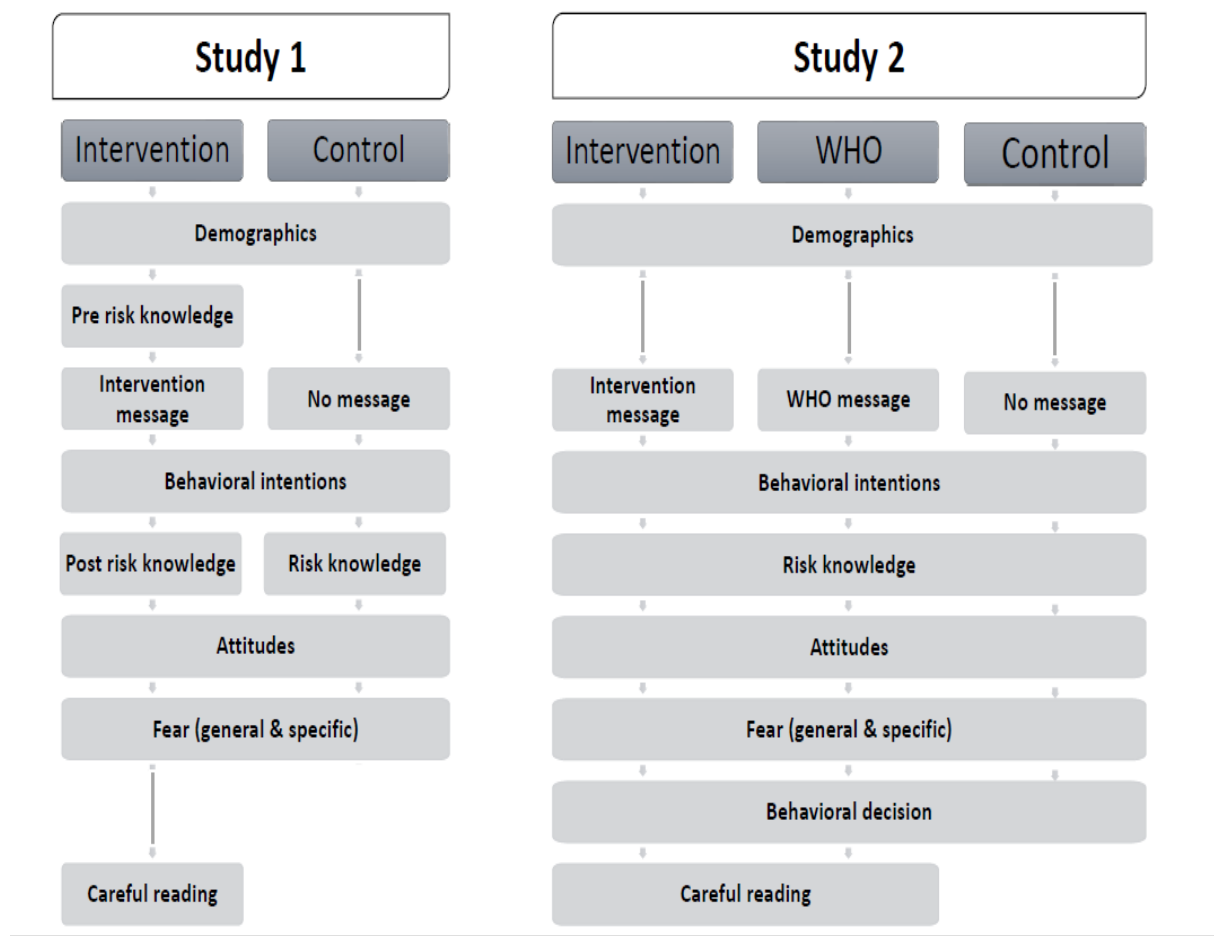 Study 1
Intervention
Control
Demographics
Pre risk knowledge
Intervention
message
No message
Behavioral intentions
Post risk knowledge
Risk knowledge
Attitudes
Fear (general & specific)
Careful reading
Study 2
Intervention
WHO
Control
Demographics
Intervention
message
WHO message
No message
Behavioral intentions
Risk knowledge
Attitudes
Fear (general & specific)
Behavioral decision
Careful reading